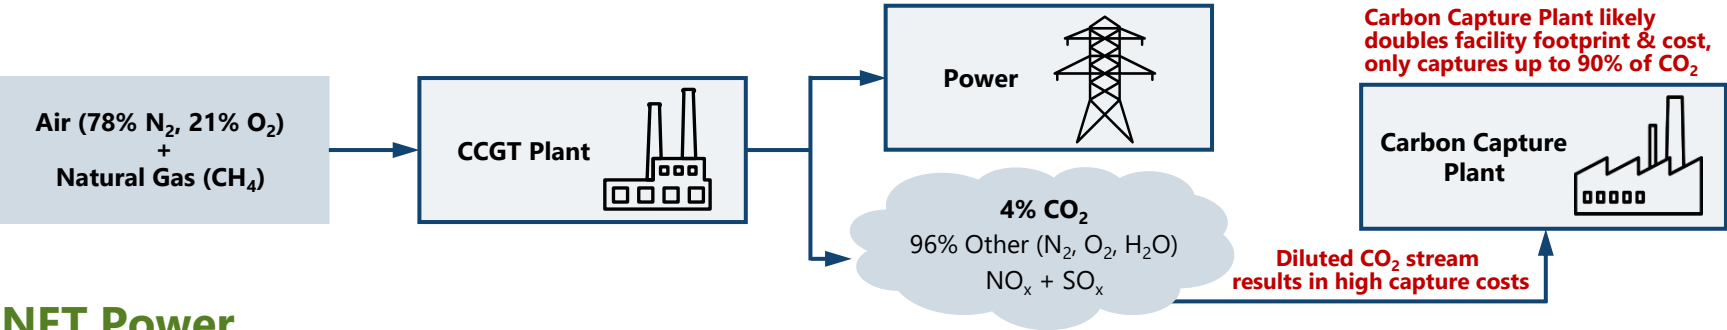 Air (78% N₂, 21% O₂)
+
Natural Gas (CH₄)
CCGT Plant
Power
4% CO₂
96% Other (N₂, O₂, H₂O)
NOₓ + SOₓ
Diluted CO₂ stream
results in high capture costs
Carbon Capture Plant likely
doubles facility footprint & cost,
only captures up to 90% of CO₂
Carbon Capture
Plant
NET Power